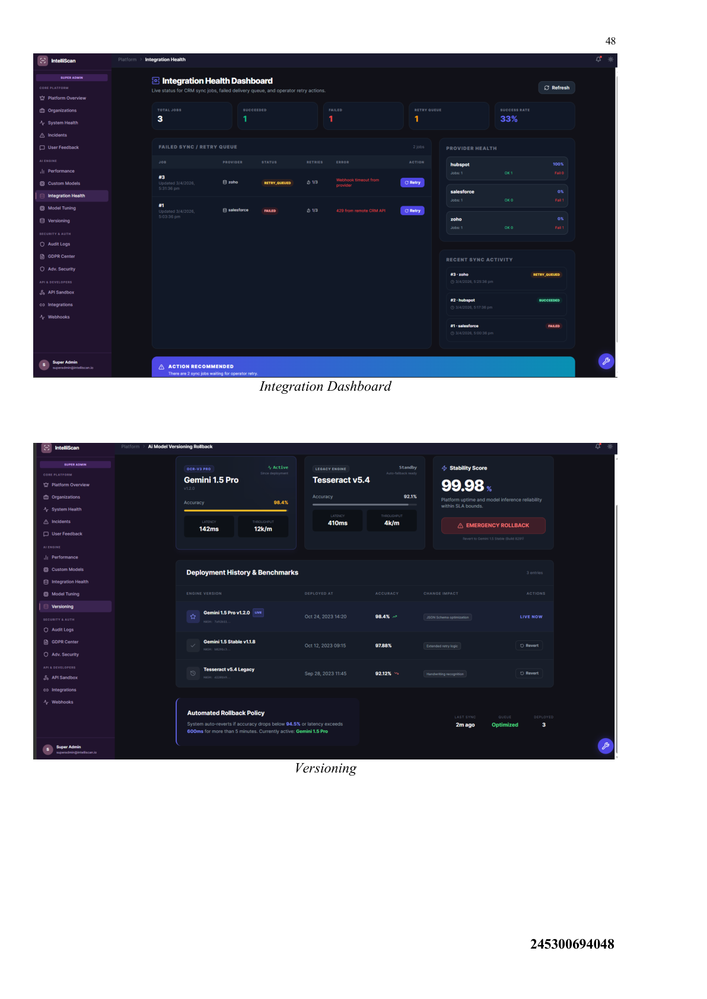 48
IntelliScan
SUPER ADMIN
CORE PLATFORM
Platform Overview
Organizations
System Health
Incidents
User Feedback
AI ENGINE
Performance
Custom Models
Integration Health
Model Tuning
Versioning
SECURITY & AUTH
Audit Logs
GDPR Center
Adv. Security
API & DEVELOPERS
API Sandbox
Integrations
Webhooks
S
Super Admin
superadmin@intelliscan.io
Platform > Integration Health
Integration Health Dashboard
Live status for CRM sync jobs, failed delivery queue, and operator retry actions.
Refresh
TOTAL JOBS
3
SUCCEEDED
1
FAILED
1
RETRY QUEUE
1
SUCCESS RATE
33%
FAILED SYNC / RETRY QUEUE
2 jobs
JOB PROVIDER STATUS RETRIES ERROR ACTION
#3
Updated 3/4/2026,
5:31:36 pm
zoho
RETRY_QUEUED
1/3
Webhook timeout from
provider
Retry
#1
Updated 3/4/2026,
5:03:36 pm
salesforce
FAILED
1/3
429 from remote CRM API
Retry
PROVIDER HEALTH
hubspot 100%
Jobs: 1 OK 1 Fail 0
salesforce 0%
Jobs: 1 OK 0 Fail 1
zoho 0%
Jobs: 1 OK 0 Fail 1
RECENT SYNC ACTIVITY
#3 · zoho RETRY_QUEUED
3/4/2026, 5:25:36 pm
#2 · hubspot SUCCEEDED
3/4/2026, 5:17:36 pm
#1 · salesforce FAILED
3/4/2026, 5:00:36 pm
ACTION RECOMMENDED
There are 2 sync jobs waiting for operator retry.
Integration Dashboard
IntelliScan
SUPER ADMIN
CORE PLATFORM
Platform Overview
Organizations
System Health
Incidents
User Feedback
AI ENGINE
Performance
Custom Models
Integration Health
Model Tuning
Versioning
SECURITY & AUTH
Audit Logs
GDPR Center
Adv. Security
API & DEVELOPERS
API Sandbox
Integrations
Webhooks
S
Super Admin
superadmin@intelliscan.io
Platform > Ai Model Versioning Rollback
OCR-V3 PRO
Active
Since deployment
Gemini 1.5 Pro
v1.2.0
Accuracy 98.4%
LATENCY
142ms
THROUGHPUT
12k/m
LEGACY ENGINE
Standby
Auto-fallback ready
Tesseract v5.4
Accuracy 92.1%
LATENCY
410ms
THROUGHPUT
4k/m
Stability Score
99.98 %
Platform uptime and model inference reliability
within SLA bounds.
EMERGENCY ROLLBACK
Revert to Gemini 1.5 Stable (Build 8291)
Deployment History & Benchmarks
3 entries
ENGINE VERSION DEPLOYED AT ACCURACY CHANGE IMPACT ACTIONS
Gemini 1.5 Pro v1.2.0 LIVE
Oct 24, 2023 14:20
98.4%
JSON Schema optimization
LIVE NOW
Gemini 1.5 Stable v1.1.8
Oct 12, 2023 09:15
97.88%
Extended retry logic
Revert
Tesseract v5.4 Legacy
Sep 28, 2023 11:45
92.12%
Handwriting recognition
Revert
Automated Rollback Policy
System auto-reverts if accuracy drops below 94.5% or latency exceeds
600ms for more than 5 minutes. Currently active: Gemini 1.5 Pro
LAST SYNC
2m ago
QUEUE
Optimized
DEPLOYED
3
Versioning
245300694048